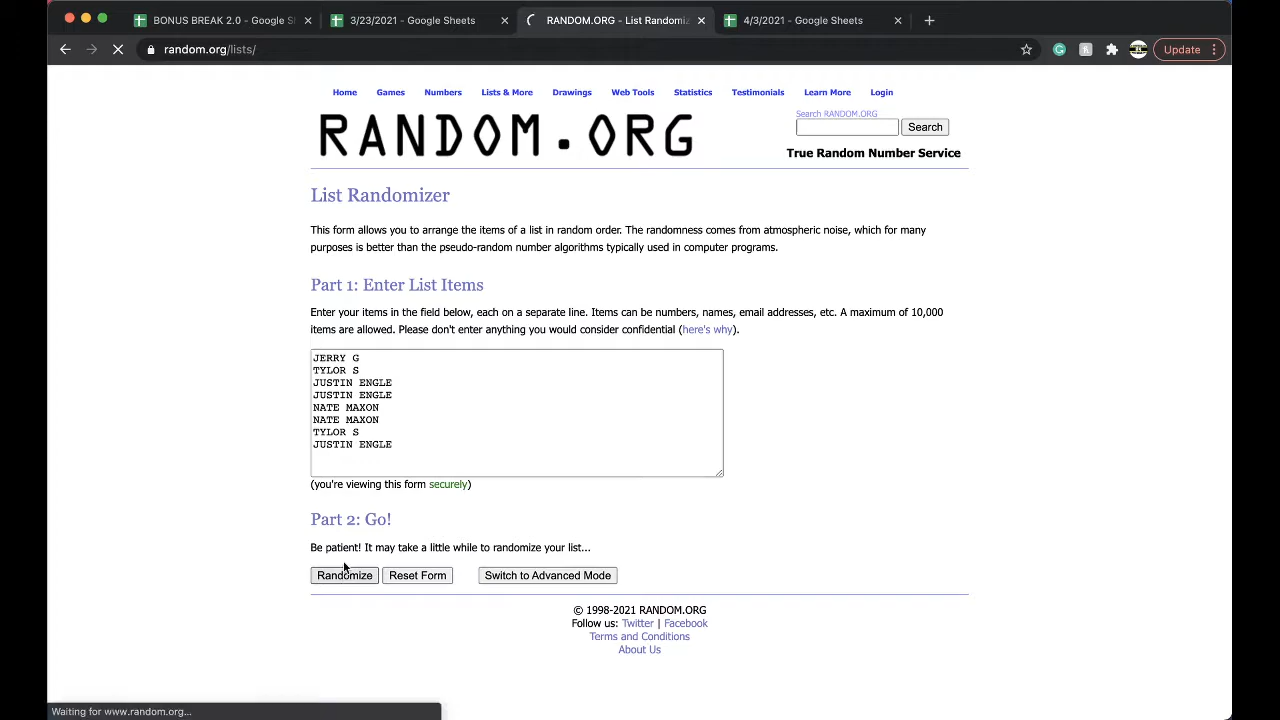 BONUS BREAK 2.0 - Google S
3/23/2021 - Google Sheets
RANDOM.ORG - List Randomiz
4/3/2021 - Google Sheets
random.org/lists/
Update
Home Games Numbers Lists & More Drawings Web Tools Statistics Testimonials Learn More Login
Search RANDOM.ORG
RANDOM.ORG
Search
True Random Number Service
List Randomizer
This form allows you to arrange the items of a list in random order. The randomness comes from atmospheric noise, which for many
purposes is better than the pseudo-random number algorithms typically used in computer programs.
Part 1: Enter List Items
Enter your items in the field below, each on a separate line. Items can be numbers, names, email addresses, etc. A maximum of 10,000
items are allowed. Please don't enter anything you would consider confidential (here's why).
JERRY G
TYLOR S
JUSTIN ENGLE
JUSTIN ENGLE
NATE MAXON
NATE MAXON
TYLOR S
JUSTIN ENGLE
(you're viewing this form securely)
Part 2: Go!
Be patient! It may take a little while to randomize your list...
Randomize Reset Form Switch to Advanced Mode
© 1998-2021 RANDOM.ORG
Follow us: Twitter | Facebook
Terms and Conditions
About Us
Waiting for www.random.org...